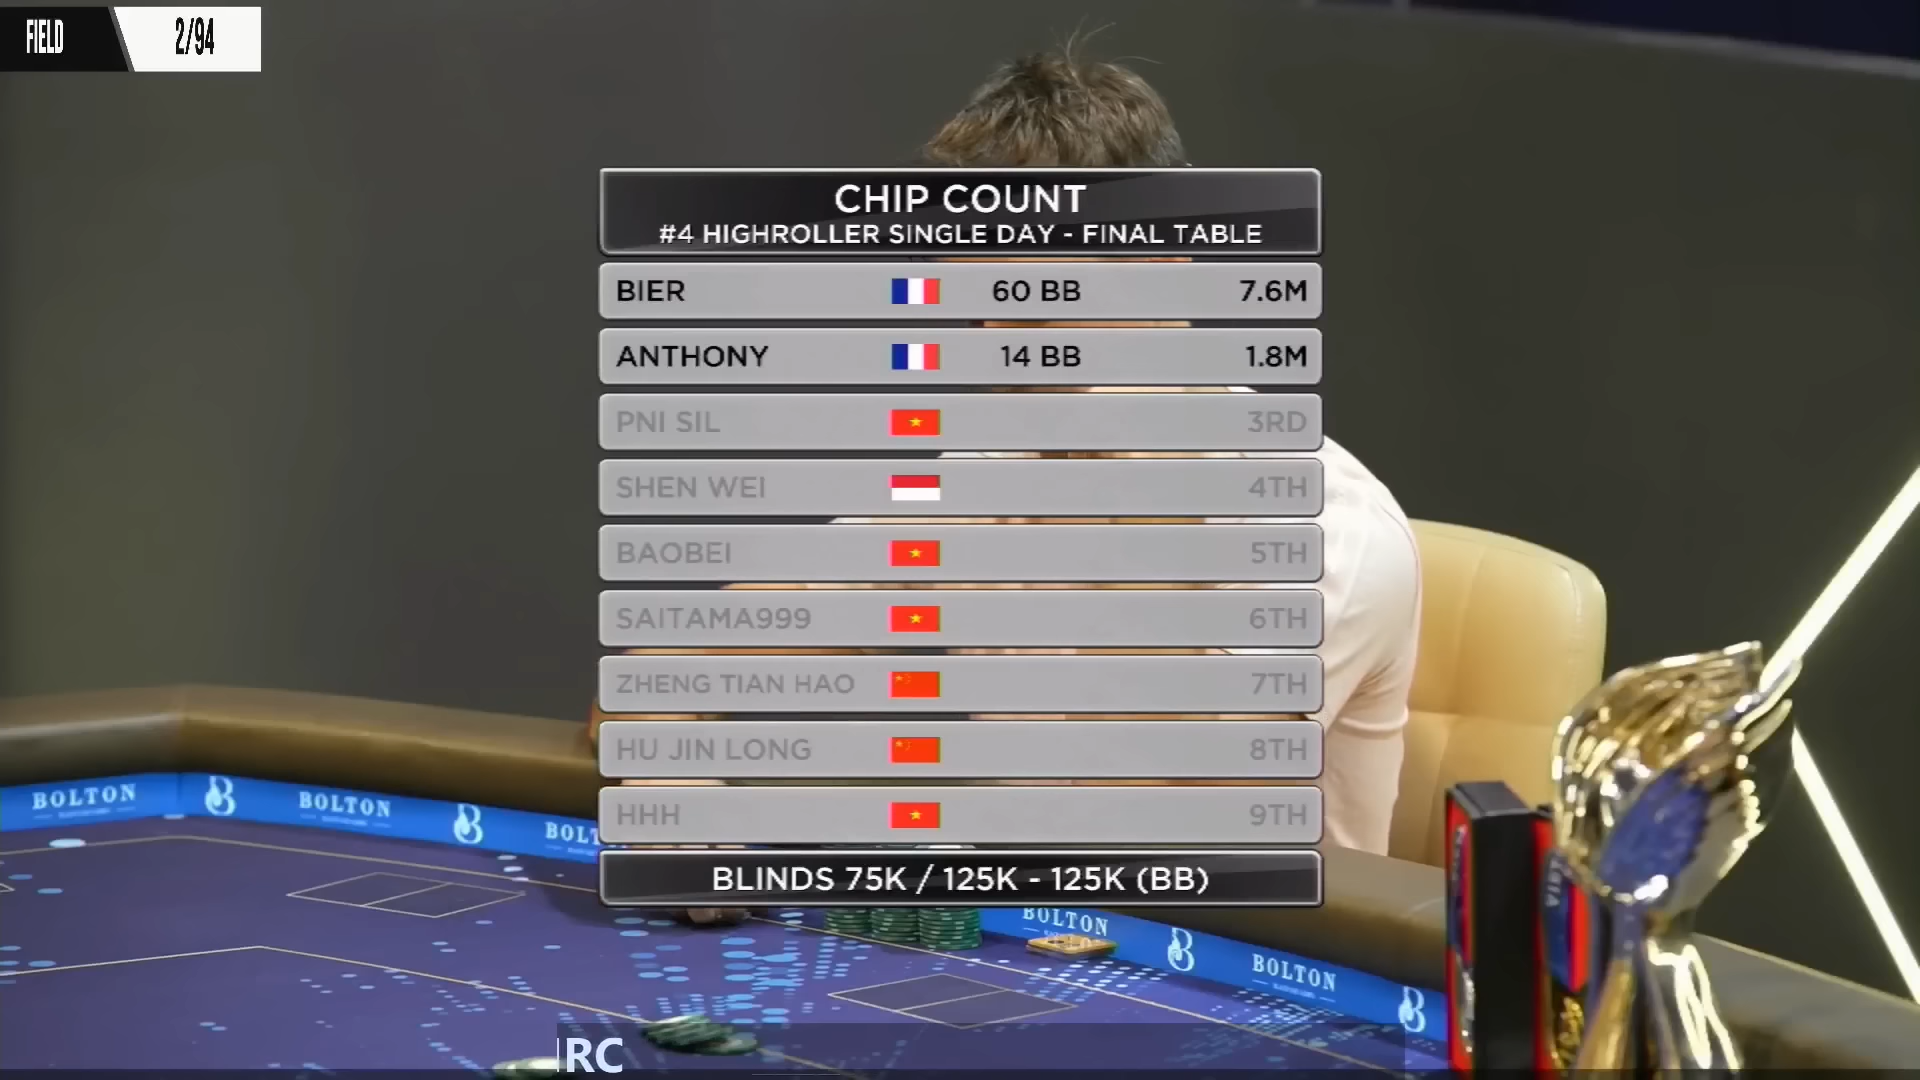 FIELD 2/94
CHIP COUNT
#4 HIGHROLLER SINGLE DAY - FINAL TABLE
BIER 60 BB 7.6M
ANTHONY 14 BB 1.8M
PNI SIL 3RD
SHEN WEI 4TH
BAOBEI 5TH
SAITAMA999 6TH
ZHENG TIAN HAO 7TH
HU JIN LONG 8TH
HHH 9TH
BLINDS 75K / 125K - 125K (BB)
BOLTON B BOLTON B BOLT
BOLTON B BOLTON B
RC